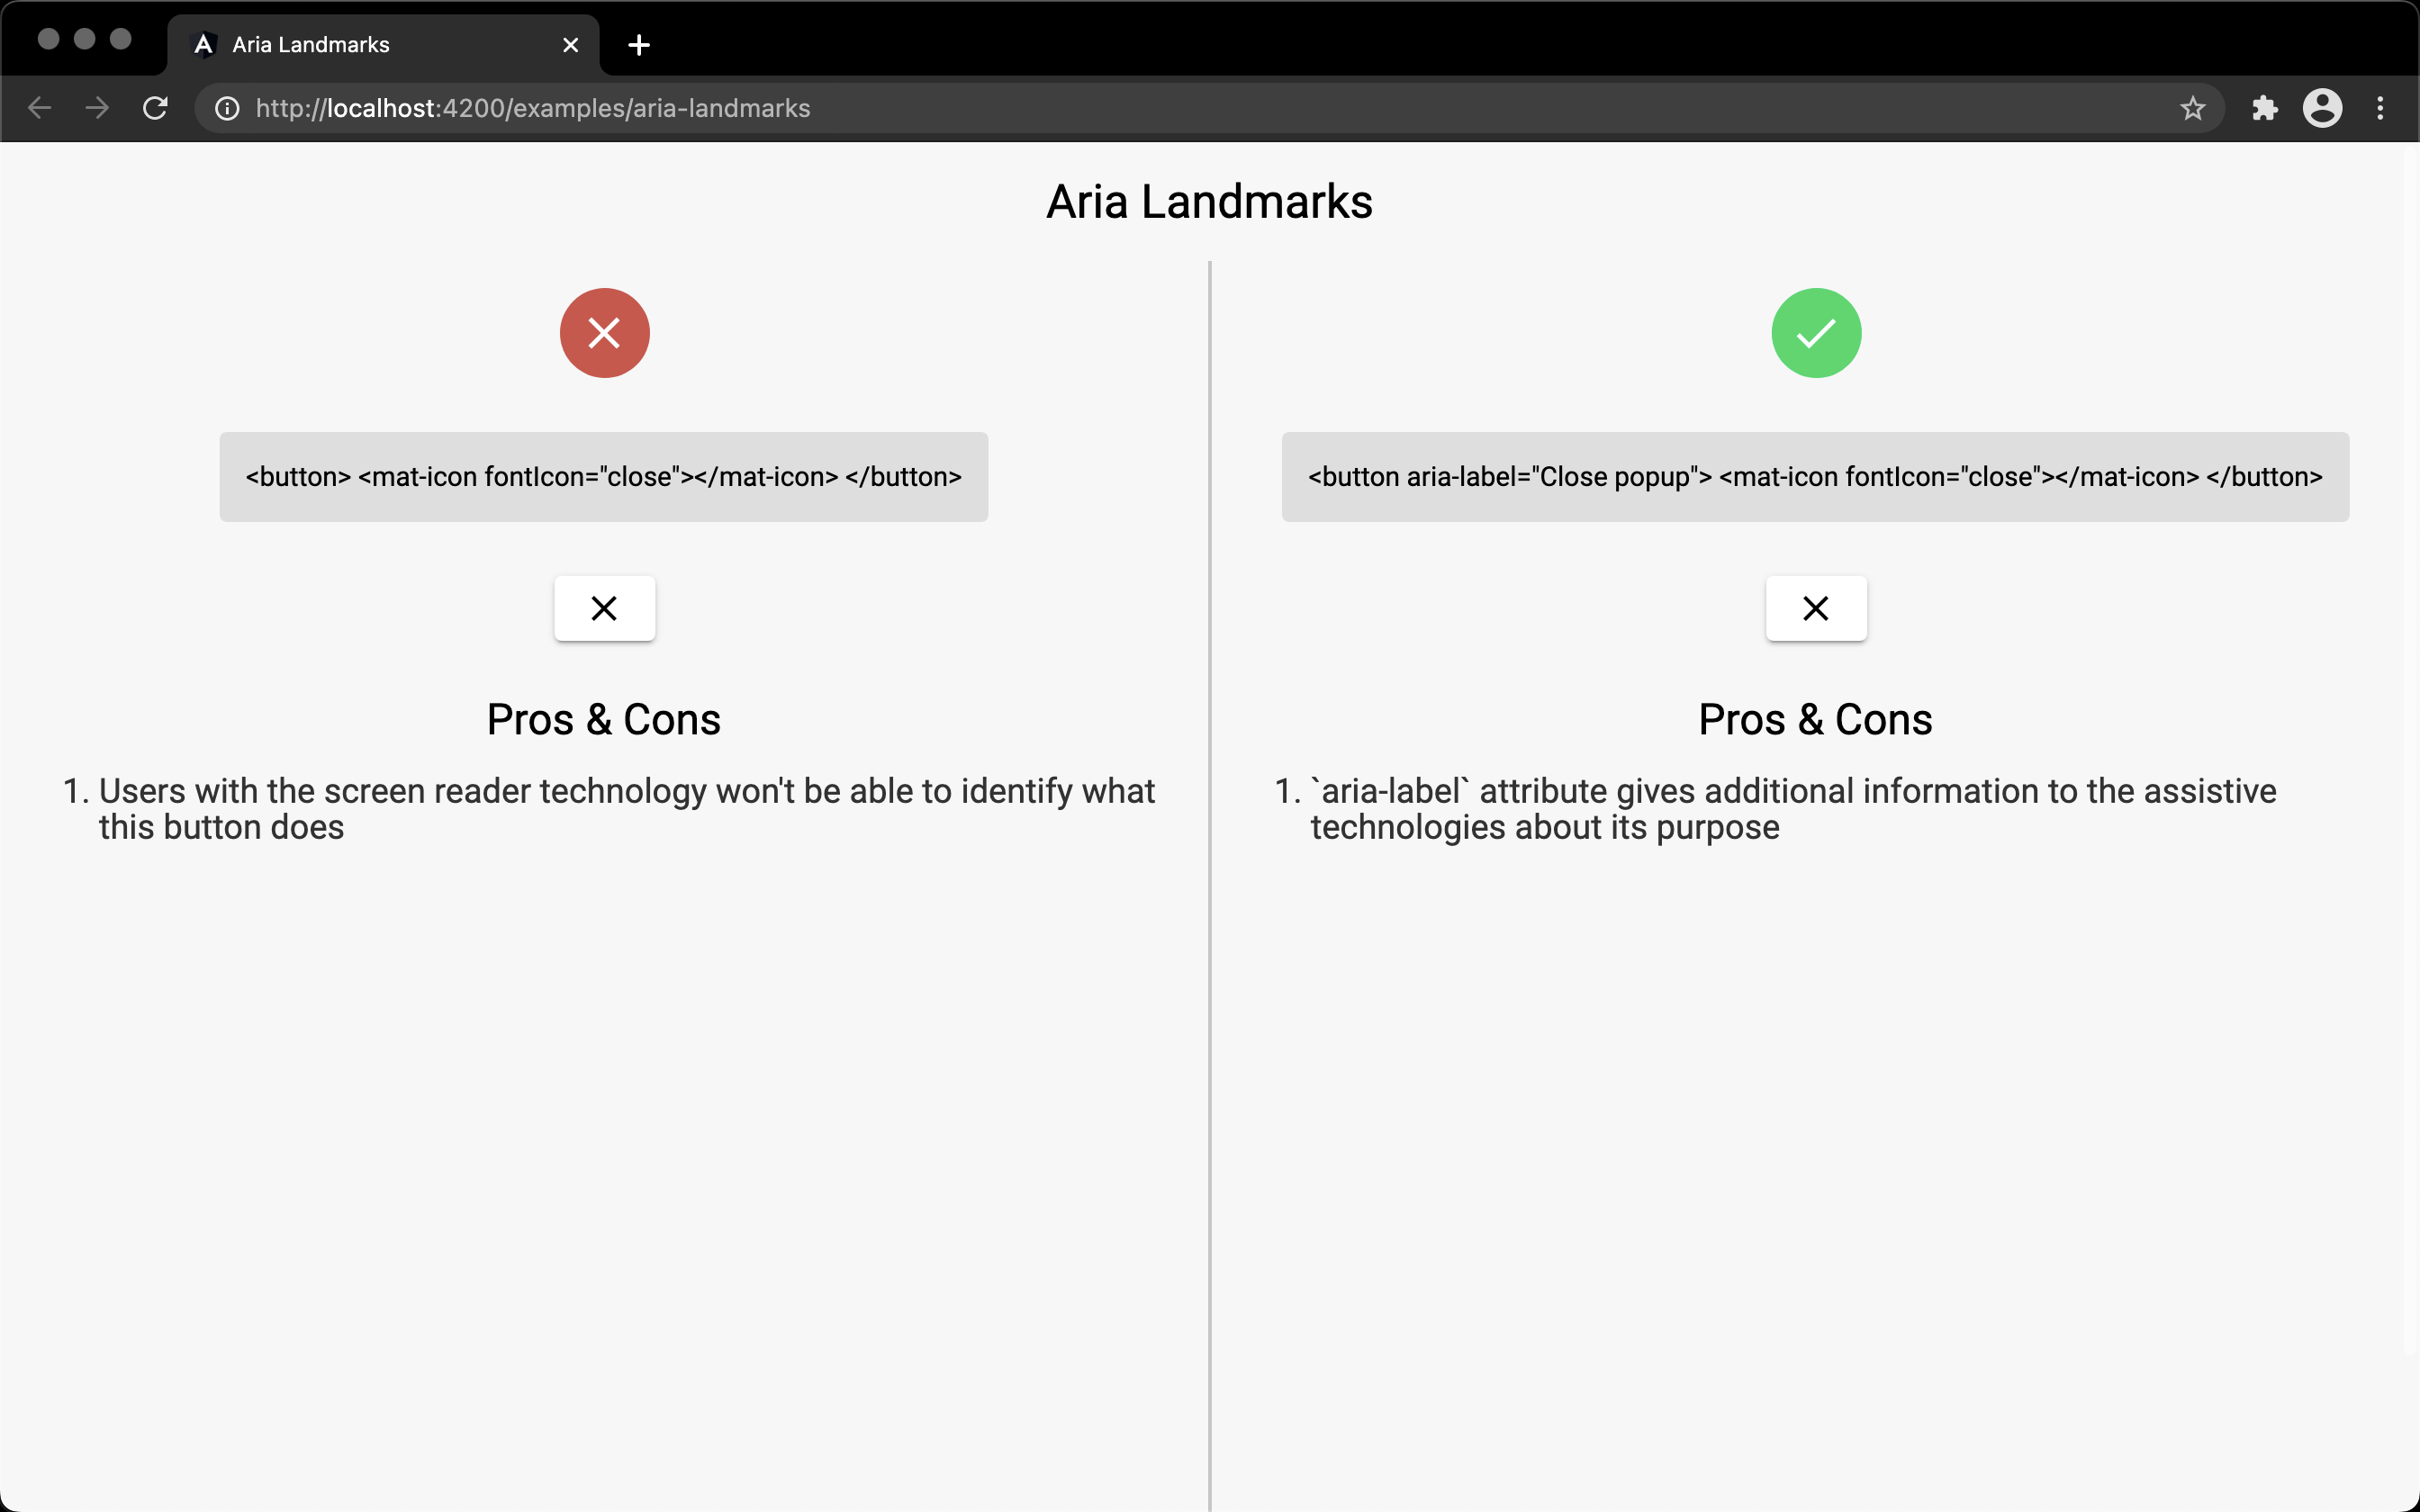 Aria Landmarks
http://localhost:4200/examples/aria-landmarks
Aria Landmarks
<button> <mat-icon fontIcon="close"></mat-icon> </button>
Pros & Cons
1. Users with the screen reader technology won't be able to identify what
this button does
<button aria-label="Close popup"> <mat-icon fontIcon="close"></mat-icon> </button>
Pros & Cons
1. `aria-label` attribute gives additional information to the assistive
technologies about its purpose